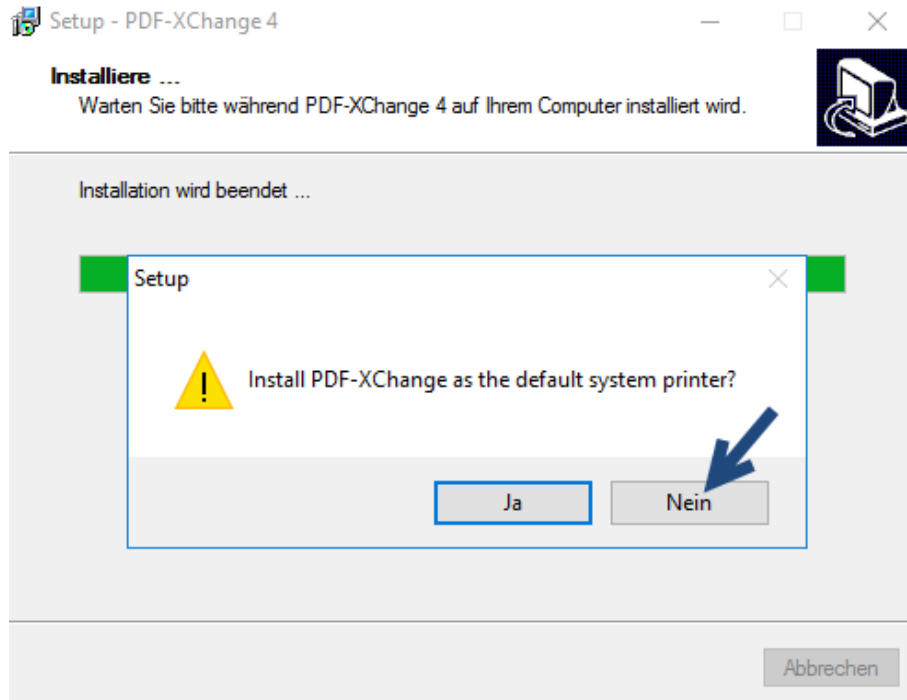 Setup - PDF-XChange 4
Installiere ...
Warten Sie bitte während PDF-XChange 4 auf Ihrem Computer installiert wird.
Installation wird beendet ...
Setup
Install PDF-XChange as the default system printer?
Ja Nein
Abbrechen